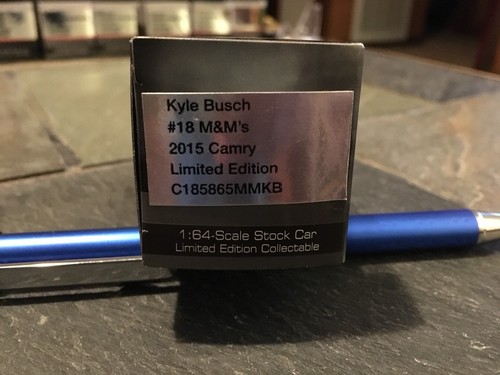 Kyle Busch
#18 M&M's
2015 Camry
Limited Edition
C185865MMKB
1:64-Scale Stock Car
Limited Edition Collectable